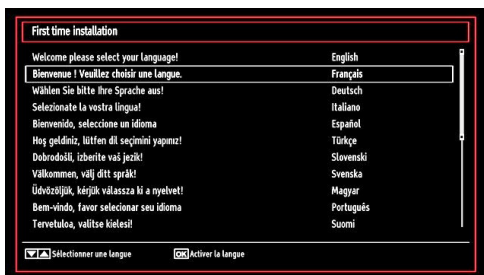 First time installation
Welcome please select your language! English
Bienvenue ! Veuillez choisir une langue. Français
Wählen Sie bitte Ihre Sprache aus! Deutsch
Selezionate la vostra lingua! Italiano
Bienvenido, seleccione un idioma Español
Hoş geldiniz, lütfen dil seçimini yapınız! Türkçe
Dobrodošli, izberite vaš jezik! Slovenski
Välkommen, välj ditt språk! Svenska
Üdvözöljük, kérjük válassza ki a nyelvet! Magyar
Bem-vindo, favor selecionar seu idioma Português
Tervetuloa, valitse kielesi! Suomi
Sélectionner une langue OK Activer la langue